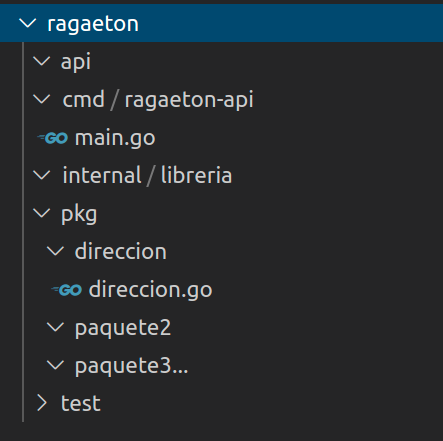 ragaeton
api
cmd / ragaeton-api
GO main.go
internal / libreria
pkg
direccion
GO direccion.go
paquete2
paquete3...
test